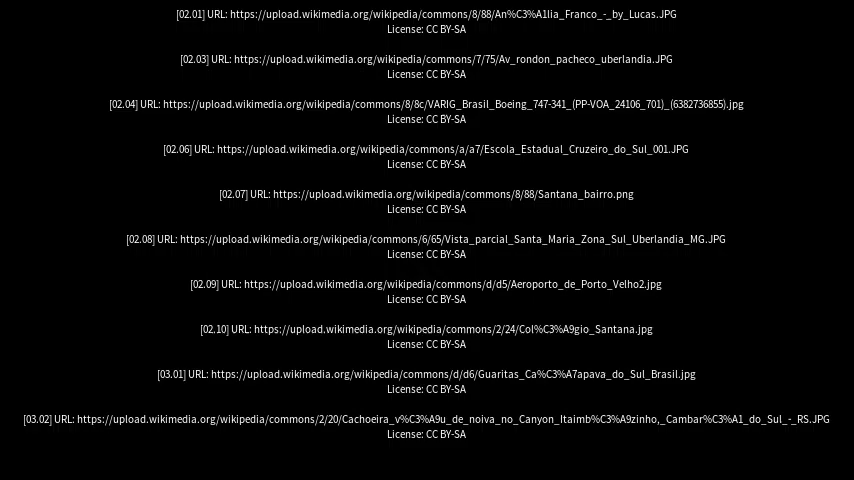 [02.01] URL: https://upload.wikimedia.org/wikipedia/commons/8/88/An%C3%A1lia_Franco_-_by_Lucas.JPG
License: CC BY-SA
[02.03] URL: https://upload.wikimedia.org/wikipedia/commons/7/75/Av_rondon_pacheco_uberlandia.JPG
License: CC BY-SA
[02.04] URL: https://upload.wikimedia.org/wikipedia/commons/8/8c/VARIG_Brasil_Boeing_747-341_(PP-VOA_24106_701)_(6382736855).jpg
License: CC BY-SA
[02.06] URL: https://upload.wikimedia.org/wikipedia/commons/a/a7/Escola_Estadual_Cruzeiro_do_Sul_001.JPG
License: CC BY-SA
[02.07] URL: https://upload.wikimedia.org/wikipedia/commons/8/88/Santana_bairro.png
License: CC BY-SA
[02.08] URL: https://upload.wikimedia.org/wikipedia/commons/6/65/Vista_parcial_Santa_Maria_Zona_Sul_Uberlandia_MG.JPG
License: CC BY-SA
[02.09] URL: https://upload.wikimedia.org/wikipedia/commons/d/d5/Aeroporto_de_Porto_Velho2.jpg
License: CC BY-SA
[02.10] URL: https://upload.wikimedia.org/wikipedia/commons/2/24/Col%C3%A9gio_Santana.jpg
License: CC BY-SA
[03.01] URL: https://upload.wikimedia.org/wikipedia/commons/d/d6/Guaritas_Ca%C3%A7apava_do_Sul_Brasil.jpg
License: CC BY-SA
[03.02] URL: https://upload.wikimedia.org/wikipedia/commons/2/20/Cachoeira_v%C3%A9u_de_noiva_no_Canyon_Itaimb%C3%A9zinho,_Cambar%C3%A1_do_Sul_-_RS.JPG
License: CC BY-SA